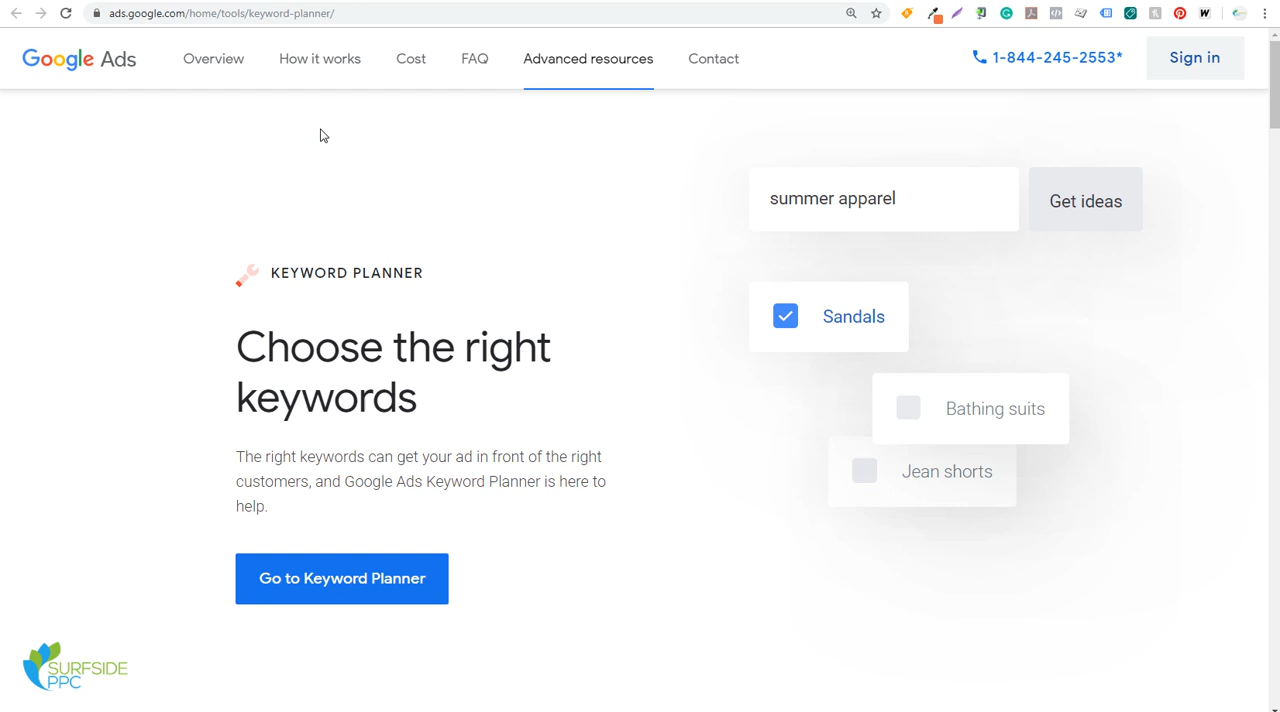 ads.google.com/home/tools/keyword-planner/
Google Ads
Overview
How it works
Cost
FAQ
Advanced resources
Contact
1-844-245-2553*
Sign in
summer apparel
Get ideas
KEYWORD PLANNER
Sandals
Choose the right
keywords
Bathing suits
Jean shorts
The right keywords can get your ad in front of the right
customers, and Google Ads Keyword Planner is here to
help.
Go to Keyword Planner
SURFSIDE
PPC